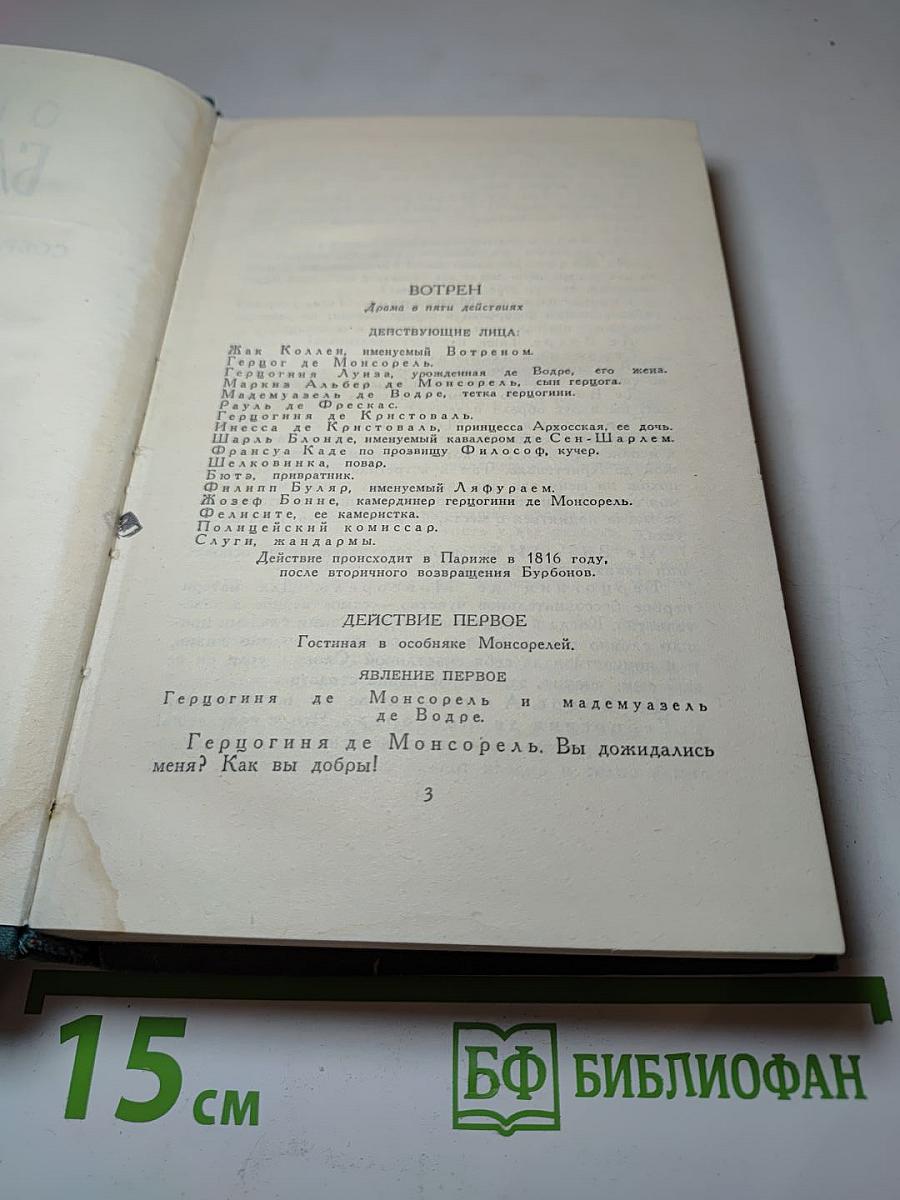 ВОТРЕН
Драма в пяти действиях
ДЕЙСТВУЮЩИЕ ЛИЦА:
Жак Коллен, именуемый Вотреном.
Герцог де Монсорель.
Герцогиня Луиза, урожденная де Водре, его жена.
Маркиз Альбер де Монсорель, сын герцога.
Мадемуазель де Водре, тетка герцогини.
Рауль де Фрескас.
Герцогиня де Кристоваль.
Инесса де Кристоваль, принцесса Архосская, ее дочь.
Шарль Блонде, именуемый кавалером де Сен-Шарлем.
Франсуа Каде по прозвищу Философ, кучер.
Шелковинка, повар.
Бютэ, привратник.
Филипп Буляр, именуемый Ляфураем.
Жозеф Бонне, камердинер герцогини де Монсорель.
Фелисите, ее камеристка.
Полицейский комиссар.
Слуги, жандармы.
Действие происходит в Париже в 1816 году,
после вторичного возвращения Бурбонов.
ДЕЙСТВИЕ ПЕРВОЕ
Гостиная в особняке Монсорелей.
ЯВЛЕНИЕ ПЕРВОЕ
Герцогиня де Монсорель и мадемуазель
де Водре.
Герцогиня де Монсорель. Вы дожидались
меня? Как вы добры!
3
15 см
БФ БИБЛИОФАН